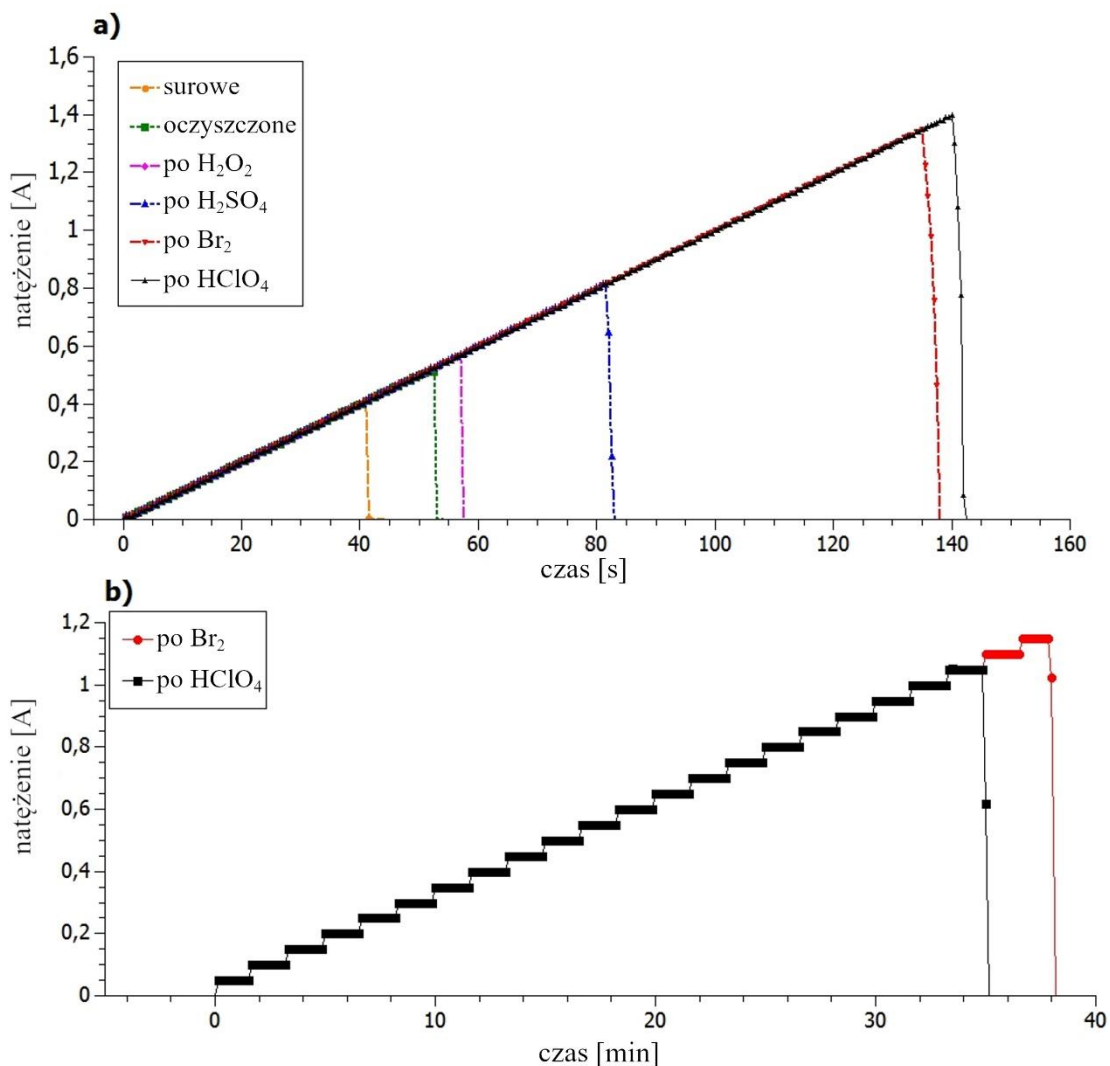 a)
1,6
1,4
1,2
1
0,8
0,6
0,4
0,2
0
natężenie [A]
surowe
oczyszczone
po H₂O₂
po H₂SO₄
po Br₂
po HClO₄
0 20 40 60 80 100 120 140 160
czas [s]
b)
1,2
1
0,8
0,6
0,4
0,2
0
natężenie [A]
po Br₂
po HClO₄
0 10 20 30 40
czas [min]